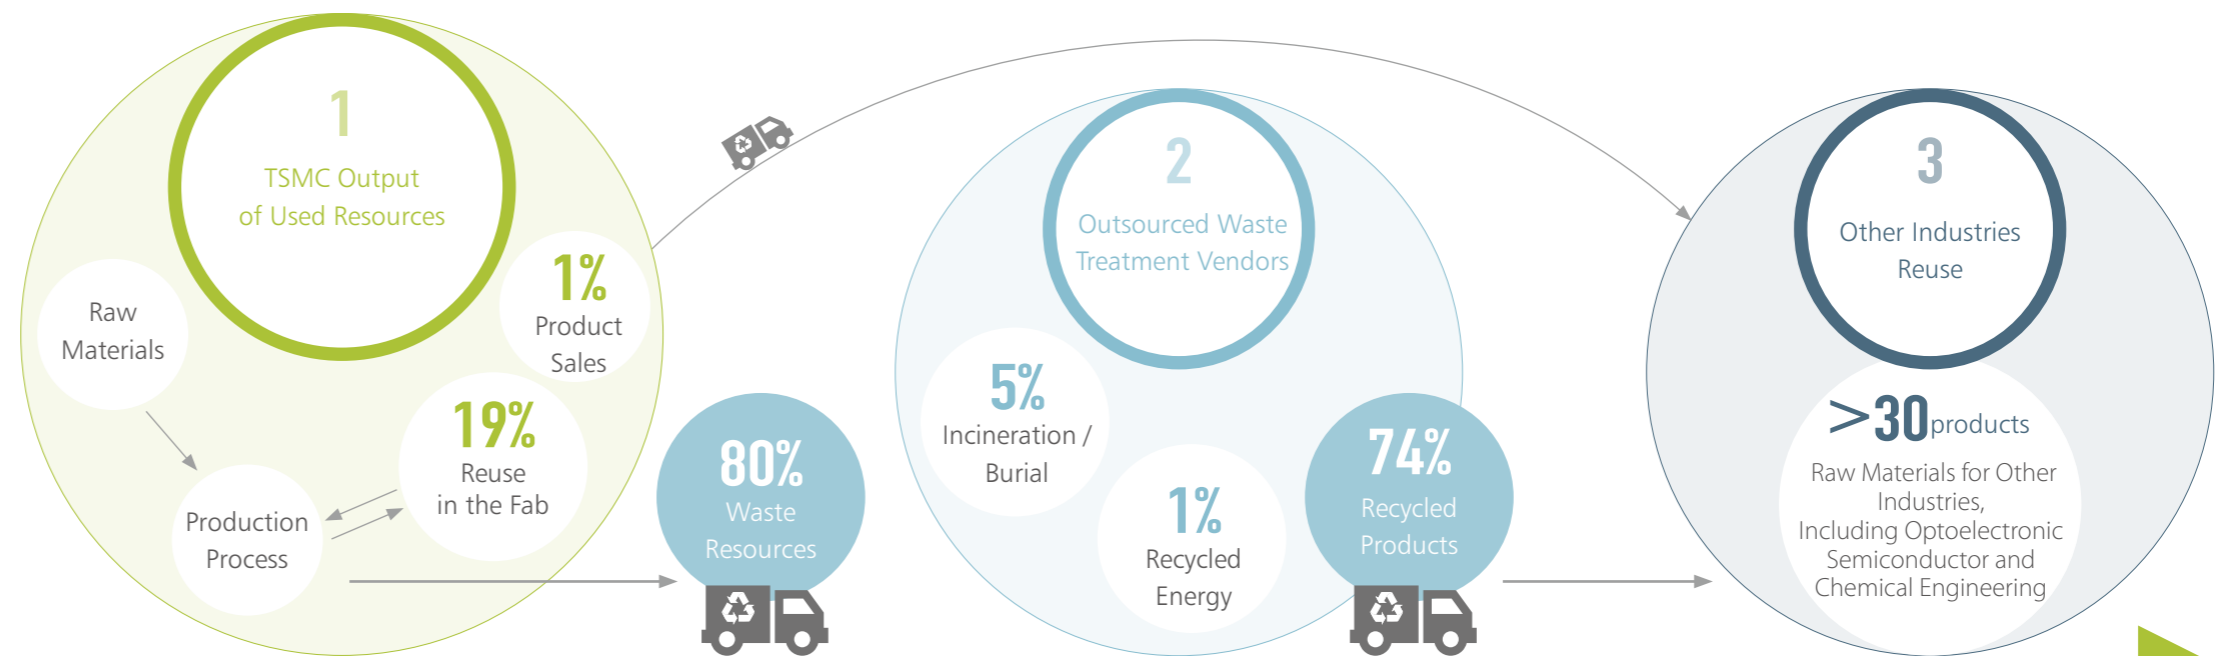 1
TSMC Output
of Used Resources
Raw
Materials
1%
Product
Sales
19%
Reuse
in the Fab
Production
Process
80%
Waste
Resources
2
Outsourced Waste
Treatment Vendors
5%
Incineration /
Burial
1%
Recycled
Energy
74%
Recycled
Products
3
Other Industries
Reuse
>30 products
Raw Materials for Other
Industries,
Including Optoelectronic
Semiconductor and
Chemical Engineering